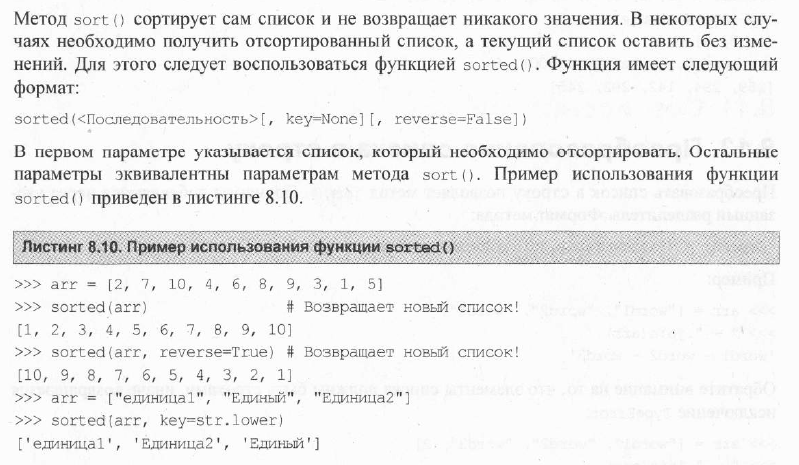 Метод sort() сортирует сам список и не возвращает никакого значения. В некоторых слу-
чаях необходимо получить отсортированный список, а текущий список оставить без изме-
нений. Для этого следует воспользоваться функцией sorted(). Функция имеет следующий
формат:
sorted(<Последовательность>[, key=None][, reverse=False])
В первом параметре указывается список, который необходимо отсортировать. Остальные
параметры эквивалентны параметрам метода sort(). Пример использования функции
sorted() приведен в листинге 8.10.
Листинг 8.10. Пример использования функции sorted()
>>> arr = [2, 7, 10, 4, 6, 8, 9, 3, 1, 5]
>>> sorted(arr) # Возвращает новый список!
[1, 2, 3, 4, 5, 6, 7, 8, 9, 10]
>>> sorted(arr, reverse=True) # Возвращает новый список!
[10, 9, 8, 7, 6, 5, 4, 3, 2, 1]
>>> arr = ["единица1", "Единый", "Единица2"]
>>> sorted(arr, key=str.lower)
['единица1', 'Единица2', 'Единый']